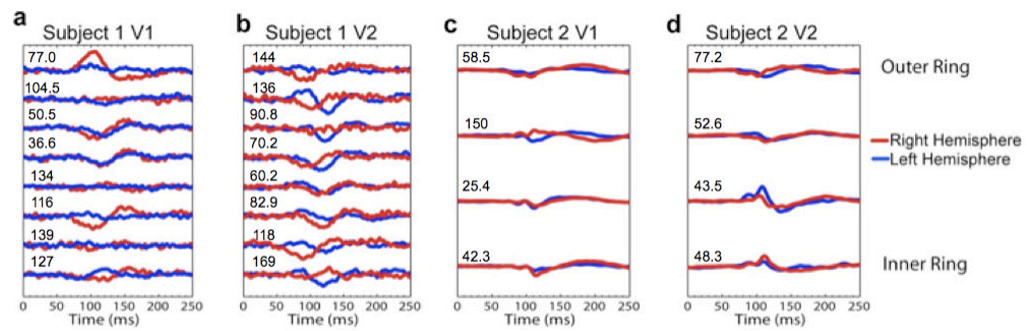 a
Subject 1 V1
77.0
104.5
50.5
36.6
134
116
139
127
0 50 100 150 200 250
Time (ms)
b
Subject 1 V2
144
136
90.8
70.2
60.2
82.9
118
169
0 50 100 150 200 250
Time (ms)
c
Subject 2 V1
58.5
150
25.4
42.3
0 50 100 150 200 250
Time (ms)
d
Subject 2 V2
77.2
52.6
43.5
48.3
0 50 100 150 200 250
Time (ms)
Outer Ring
Right Hemisphere
Left Hemisphere
Inner Ring